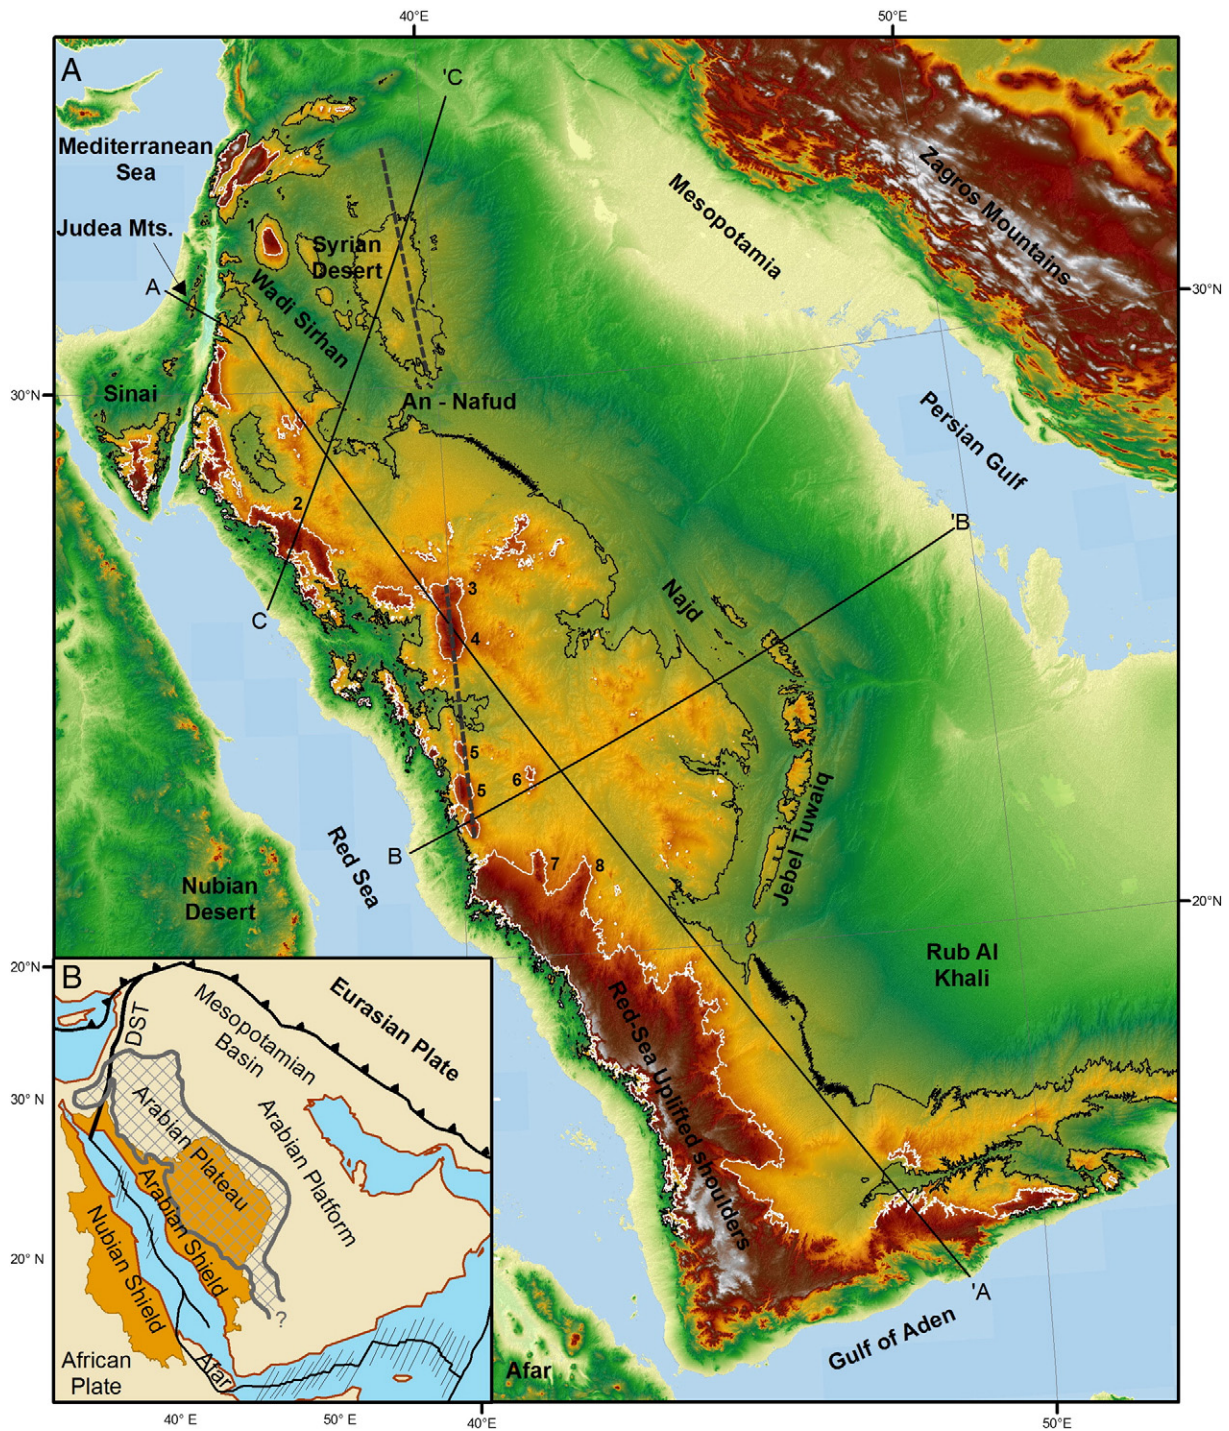 40°E
50°E
A
'C
Mediterranean
Sea
Zagros Mountains
Mesopotamia
Judea Mts.
1
Syrian
Desert
A
Wadi Sirhan
30°N
30°N
Sinai
An - Nafud
Persian Gulf
2
'B
3
Najd
C
4
5
6
5
Jebel Tuwaiq
B
Red Sea
7
8
Nubian
Desert
20°N
Rub Al
Khali
20°N
Red-Sea Uplifted shoulders
B
Eurasian Plate
Mesopotamian
Basin
DST
30° N
Arabian Plateau
Arabian Platform
Arabian Shield
Nubian Shield
20° N
'A
?
Gulf of Aden
African
Plate
Afar
Afar
40° E
50° E
40°E
50°E